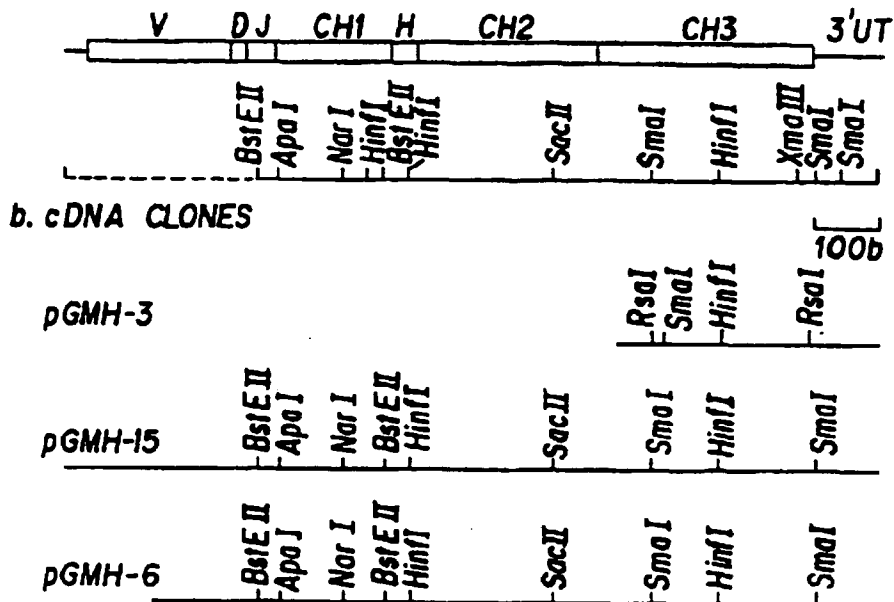 V D J CH1 H CH2 CH3 3'UT
BstEII ApaI NarI HinfI BstEII HinfI SacII SmaI HinfI XmaIII SmaI SmaI
b. cDNA CLONES
100b
pGMH-3 RsaI SmaI HinfI RsaI
pGMH-15 BstEII ApaI NarI BstEII HinfI SacII SmaI HinfI SmaI
pGMH-6 BstEII ApaI NarI BstEII HinfI SacII SmaI HinfI SmaI